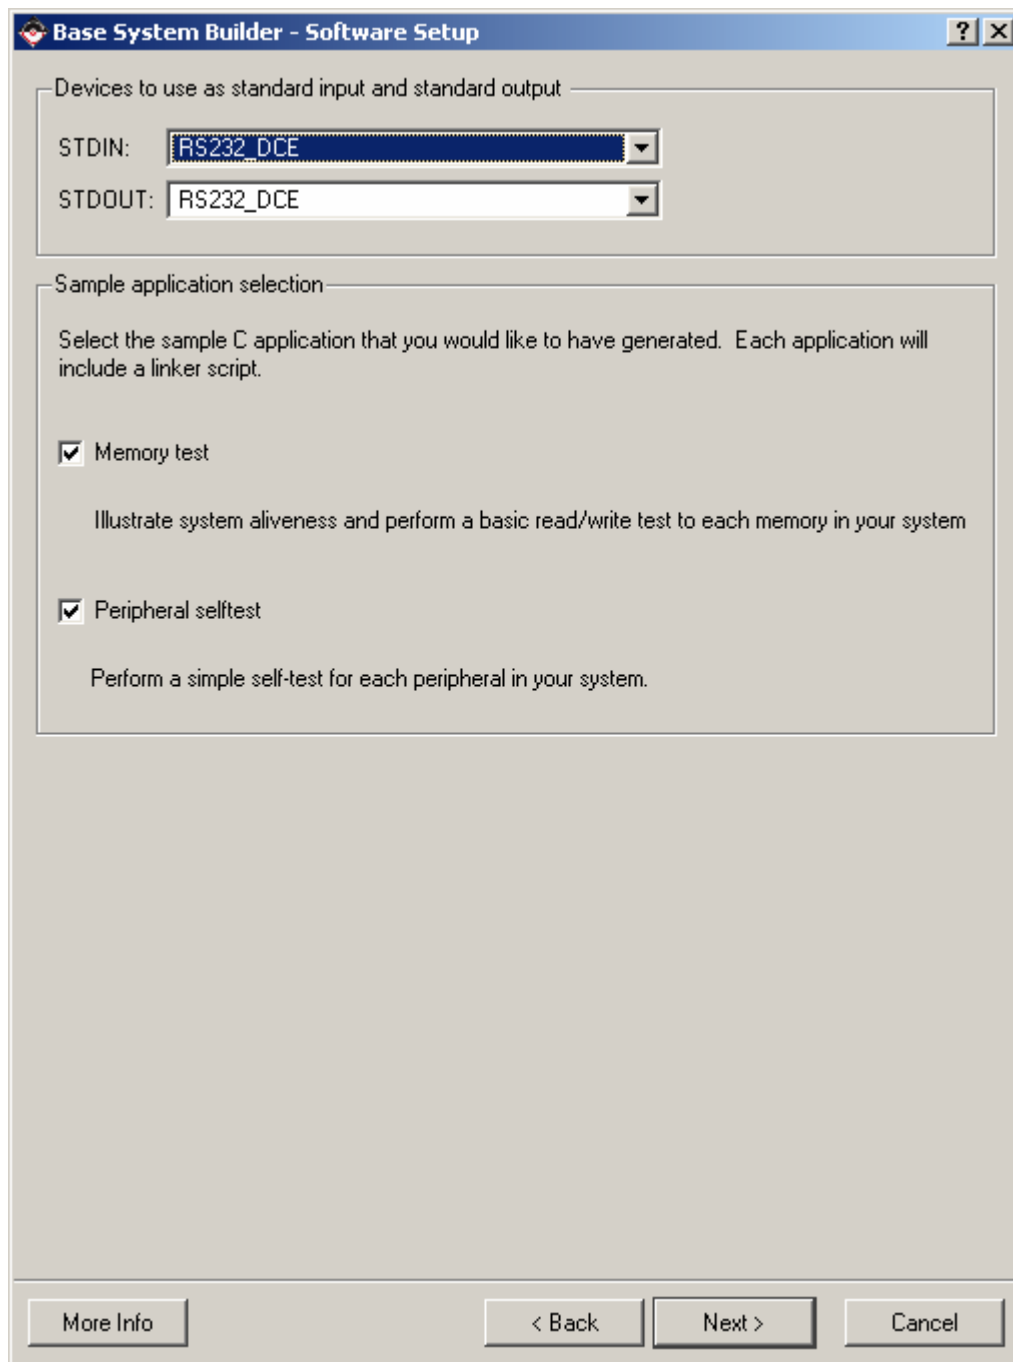 Base System Builder - Software Setup
Devices to use as standard input and standard output
STDIN: RS232_DCE
STDOUT: RS232_DCE
Sample application selection
Select the sample C application that you would like to have generated. Each application will
include a linker script.
Memory test
Illustrate system aliveness and perform a basic read/write test to each memory in your system
Peripheral selftest
Perform a simple self-test for each peripheral in your system.
More Info < Back Next > Cancel